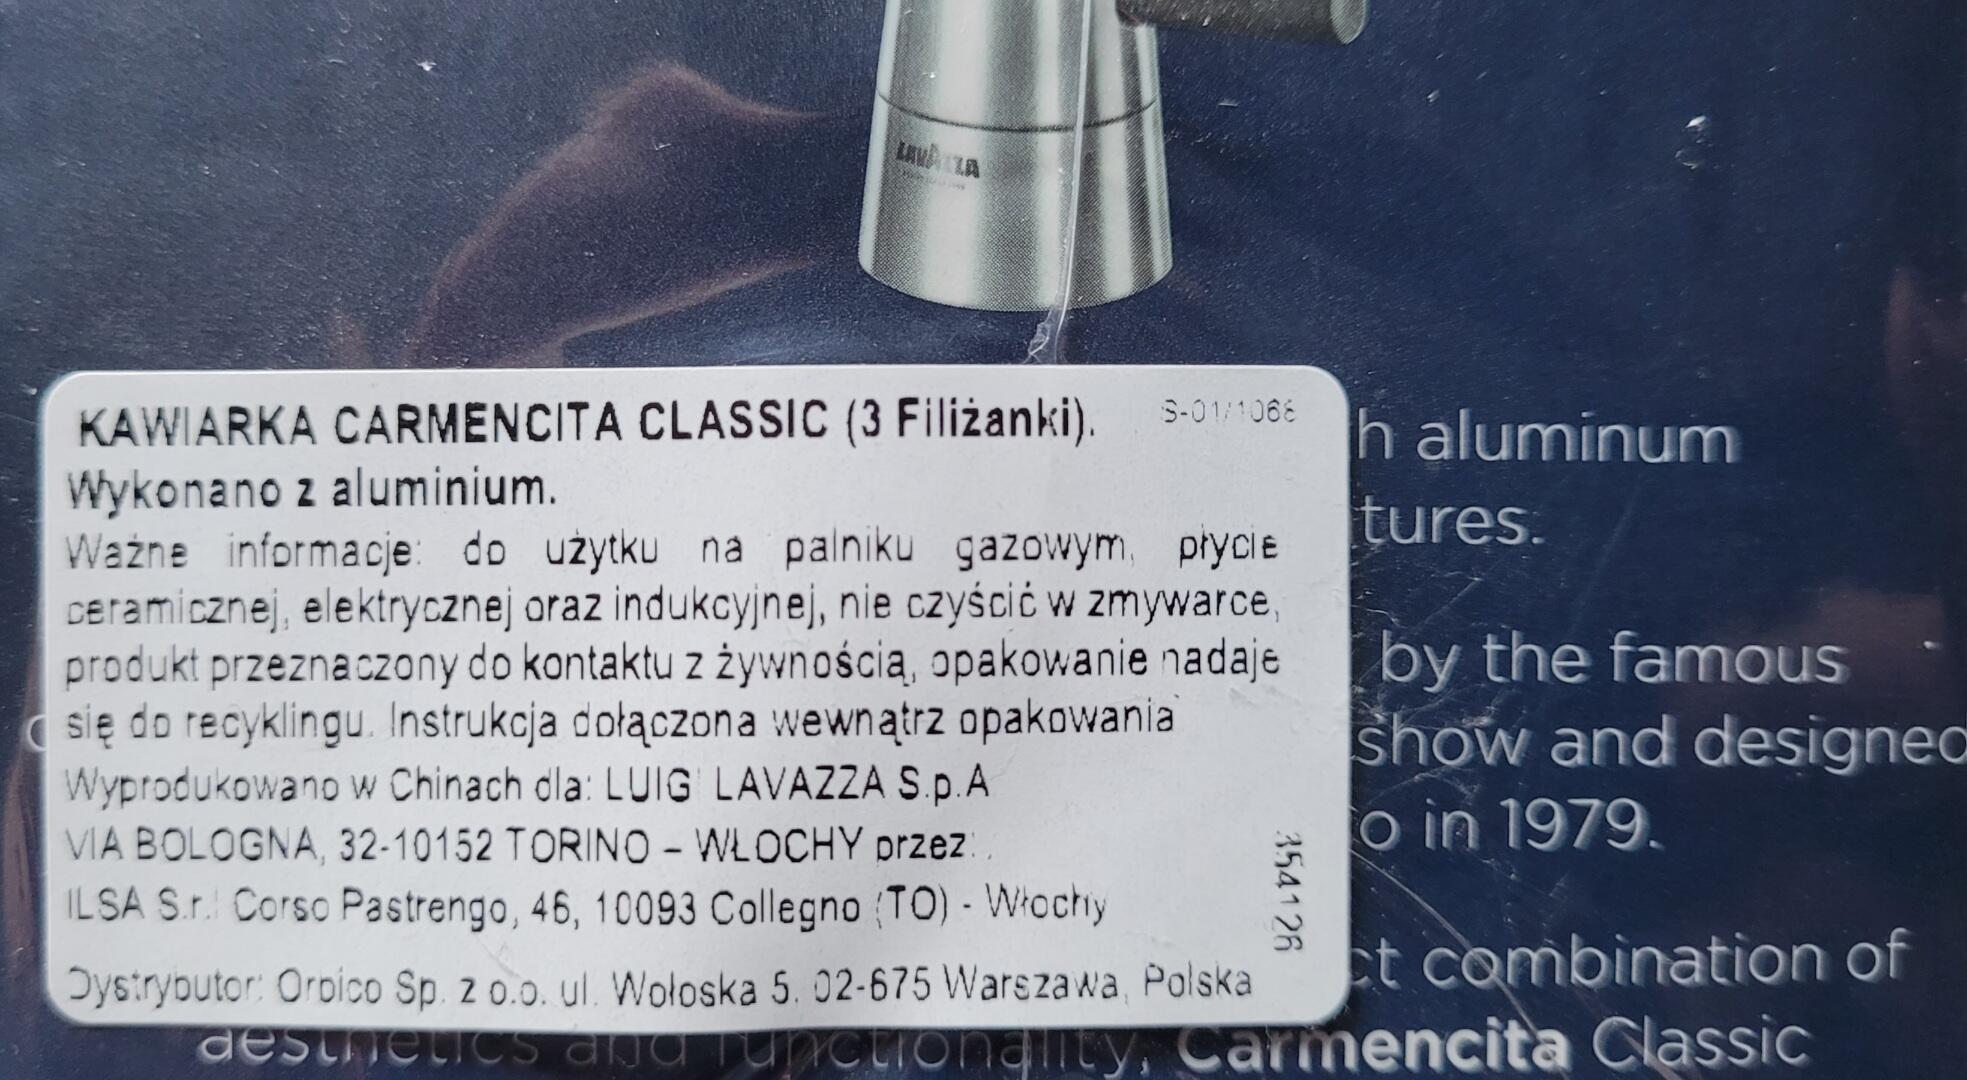 LAVAZZA
KAWIARKA CARMENCITA CLASSIC (3 Filiżanki).
S-01/1068
Wykonano z aluminium.
Ważne informacje: do użytku na palniku gazowym, płycie
ceramicznej, elektrycznej oraz indukcyjnej, nie czyścić w zmywarce,
produkt przeznaczony do kontaktu z żywnością, opakowanie nadaje
się do recyklingu. Instrukcja dołączona wewnątrz opakowania
Wyprodukowano w Chinach dla: LUIGI LAVAZZA S.p.A
VIA BOLOGNA, 32-10152 TORINO – WŁOCHY przez:
ILSA S.r.l Corso Pastrengo, 46, 10093 Collegno (TO) - Włochy
Dystrybutor: Orbico Sp. z o.o. ul. Wołoska 5, 02-675 Warszawa, Polska
354126
h aluminum
tures.
by the famous
show and designed
o in 1979.
ct combination of
aesthetics and functionality, Carmencita Classic